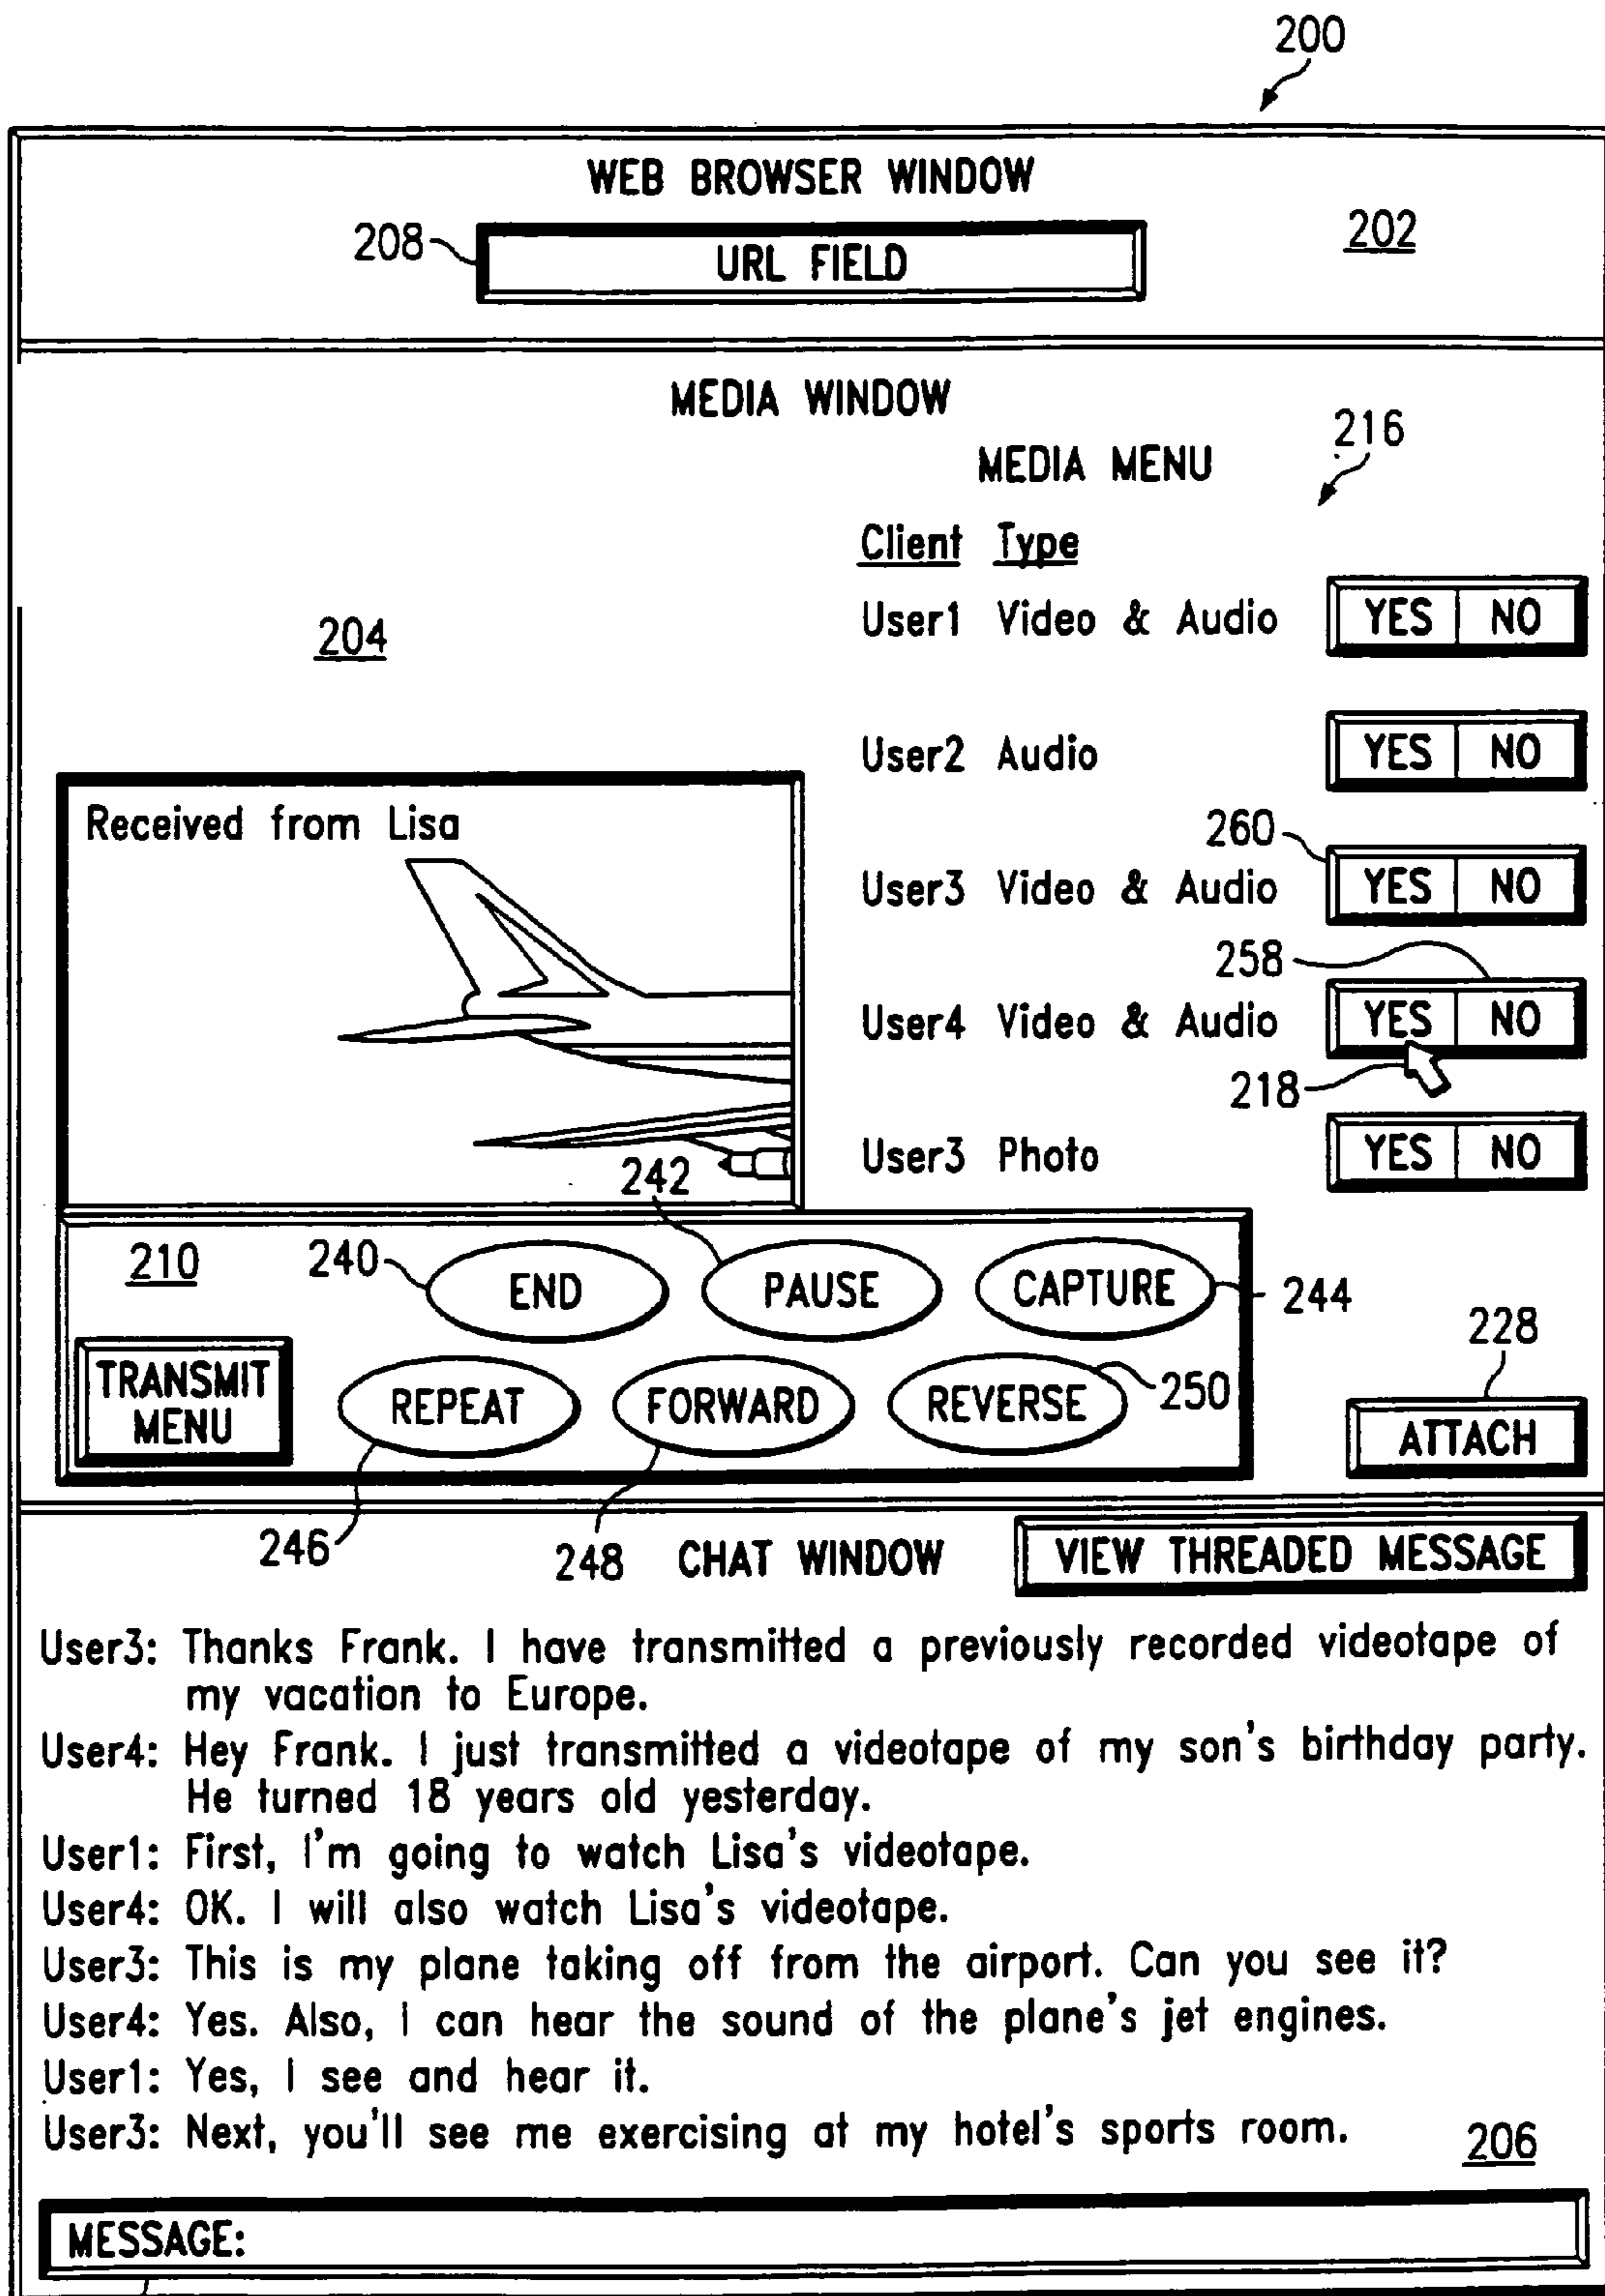 200
WEB BROWSER WINDOW
208
URL FIELD
202
MEDIA WINDOW
216
MEDIA MENU
Client Type
User1 Video & Audio YES NO
204
User2 Audio YES NO
Received from Lisa
260
User3 Video & Audio YES NO
258
User4 Video & Audio YES NO
218
User3 Photo YES NO
242
210 240 END PAUSE CAPTURE 244
228
TRANSMIT
MENU
REPEAT FORWARD REVERSE 250
ATTACH
246 248 CHAT WINDOW VIEW THREADED MESSAGE
User3: Thanks Frank. I have transmitted a previously recorded videotape of
my vacation to Europe.
User4: Hey Frank. I just transmitted a videotape of my son's birthday party.
He turned 18 years old yesterday.
User1: First, I'm going to watch Lisa's videotape.
User4: OK. I will also watch Lisa's videotape.
User3: This is my plane taking off from the airport. Can you see it?
User4: Yes. Also, I can hear the sound of the plane's jet engines.
User1: Yes, I see and hear it.
User3: Next, you'll see me exercising at my hotel's sports room.
206
MESSAGE: